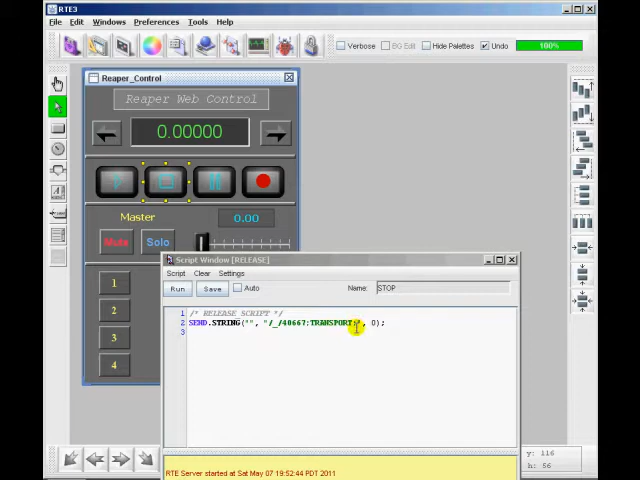 RTE3
File Edit Windows Preferences Tools Help
Verbose BG Edit Hide Palettes Undo 100%
Reaper_Control
Reaper Web Control
0.00000
Master 0.00
Mute Solo
1
2
3
4
Script Window [RELEASE]
Script Clear Settings
Run Save Auto Name: STOP
1 /* RELEASE SCRIPT */
2 SEND.STRING("", "/_/40667;TRANSPORT;", 0);
3
RTE Server started at Sat May 07 19:52:44 PDT 2011
y: 116
h: 56